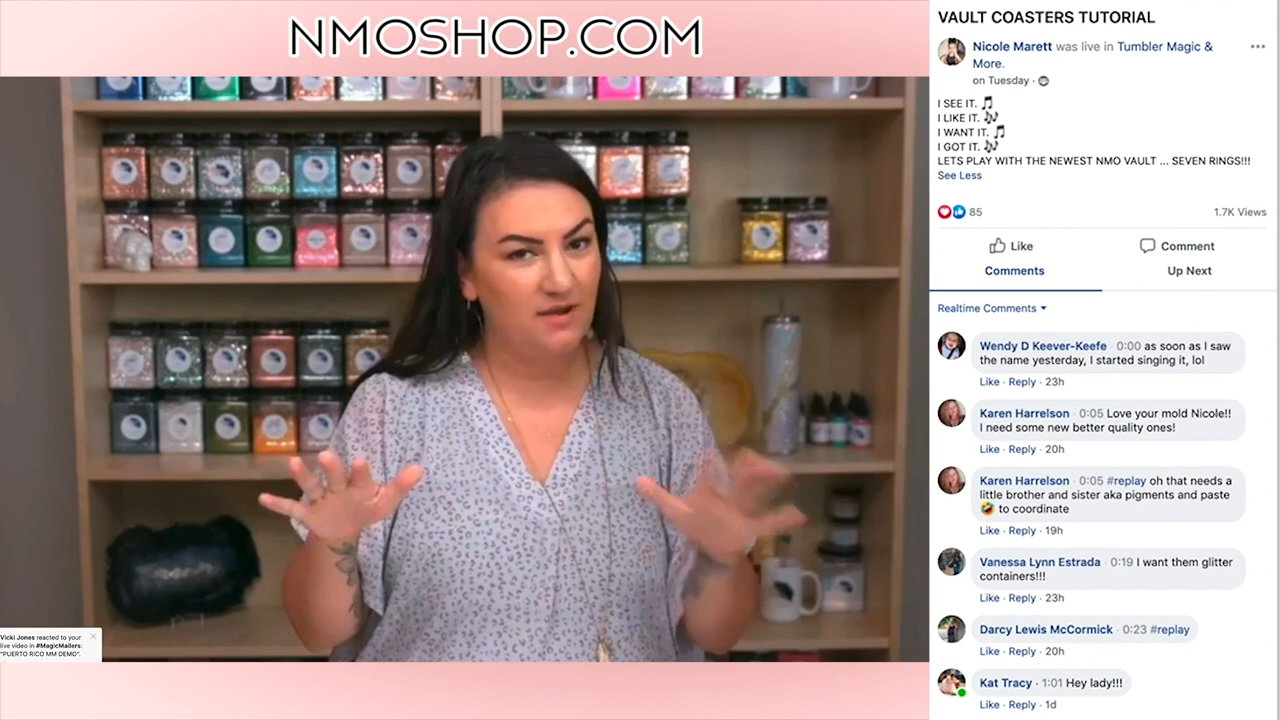 NMOSHOP.COM
Vicki Jones reacted to your
live video in #MagicMailers:
"PUERTO RICO MM DEMO".
VAULT COASTERS TUTORIAL
Nicole Marett was live in Tumbler Magic &
More.
on Tuesday ·
I SEE IT. 🎵
I LIKE IT. 🎶
I WANT IT. 🎵
I GOT IT. 🎶
LETS PLAY WITH THE NEWEST NMO VAULT ... SEVEN RINGS!!!
See Less
85
1.7K Views
Like
Comment
Comments
Up Next
Realtime Comments
Wendy D Keever-Keefe · 0:00 as soon as I saw
the name yesterday, I started singing it, lol
Like · Reply · 23h
Karen Harrelson · 0:05 Love your mold Nicole!!
I need some new better quality ones!
Like · Reply · 20h
Karen Harrelson · 0:05 #replay oh that needs a
little brother and sister aka pigments and paste
🤣 to coordinate
Like · Reply · 19h
Vanessa Lynn Estrada · 0:19 I want them glitter
containers!!!
Like · Reply · 23h
Darcy Lewis McCormick · 0:23 #replay
Like · Reply · 20h
Kat Tracy · 1:01 Hey lady!!!
Like · Reply · 1d